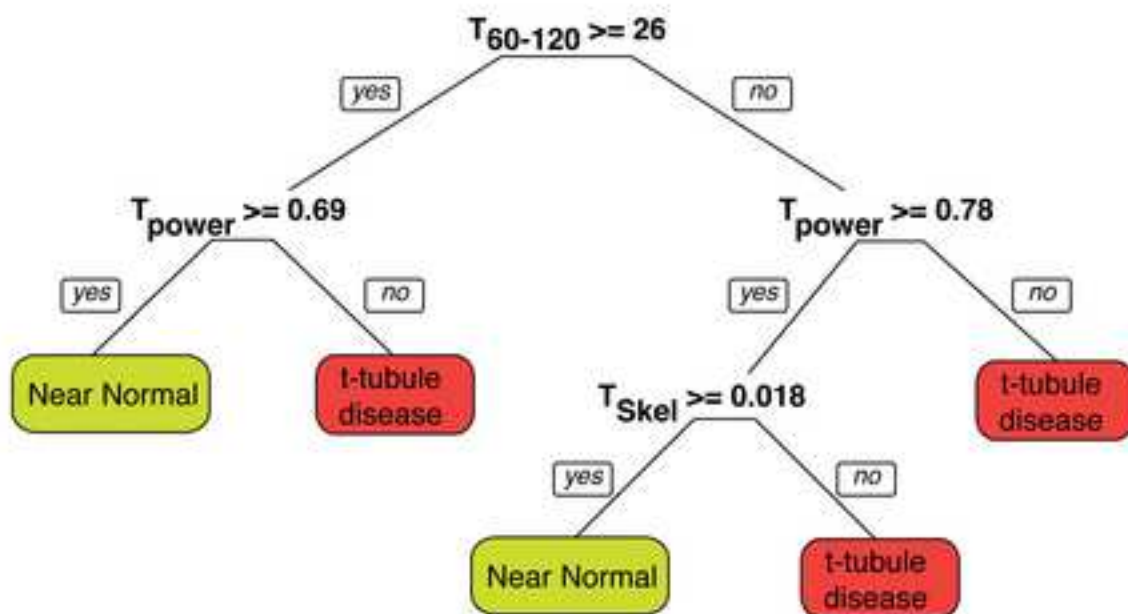 T60-120 >= 26
yes
no
Tpower >= 0.69
Tpower >= 0.78
yes
no
yes
no
Near Normal
t-tubule
disease
TSkel >= 0.018
t-tubule
disease
yes
no
Near Normal
t-tubule
disease